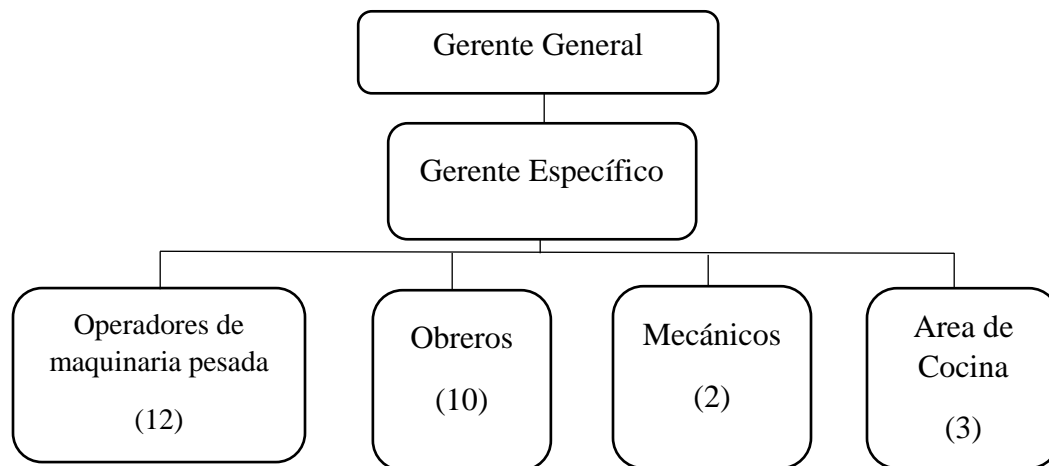 Gerente General
Gerente Específico
Operadores de
maquinaria pesada
(12)
Obreros
(10)
Mecánicos
(2)
Area de
Cocina
(3)